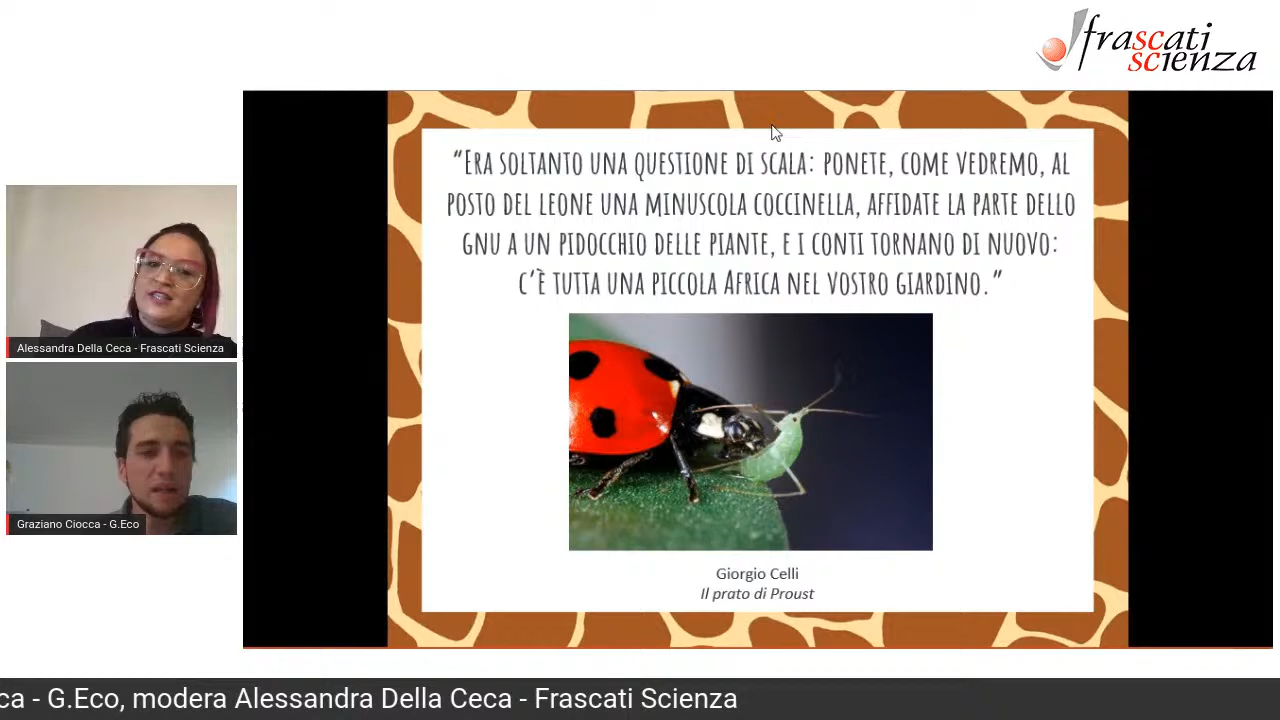 frascati
scienza
“ERA SOLTANTO UNA QUESTIONE DI SCALA: PONETE, COME VEDREMO, AL
POSTO DEL LEONE UNA MINUSCOLA COCCINELLA, AFFIDATE LA PARTE DELLO
GNU A UN PIDOCCHIO DELLE PIANTE, E I CONTI TORNANO DI NUOVO:
C’È TUTTA UNA PICCOLA AFRICA NEL VOSTRO GIARDINO.”
Giorgio Celli
Il prato di Proust
Alessandra Della Ceca - Frascati Scienza
Graziano Ciocca - G.Eco
ca - G.Eco, modera Alessandra Della Ceca - Frascati Scienza